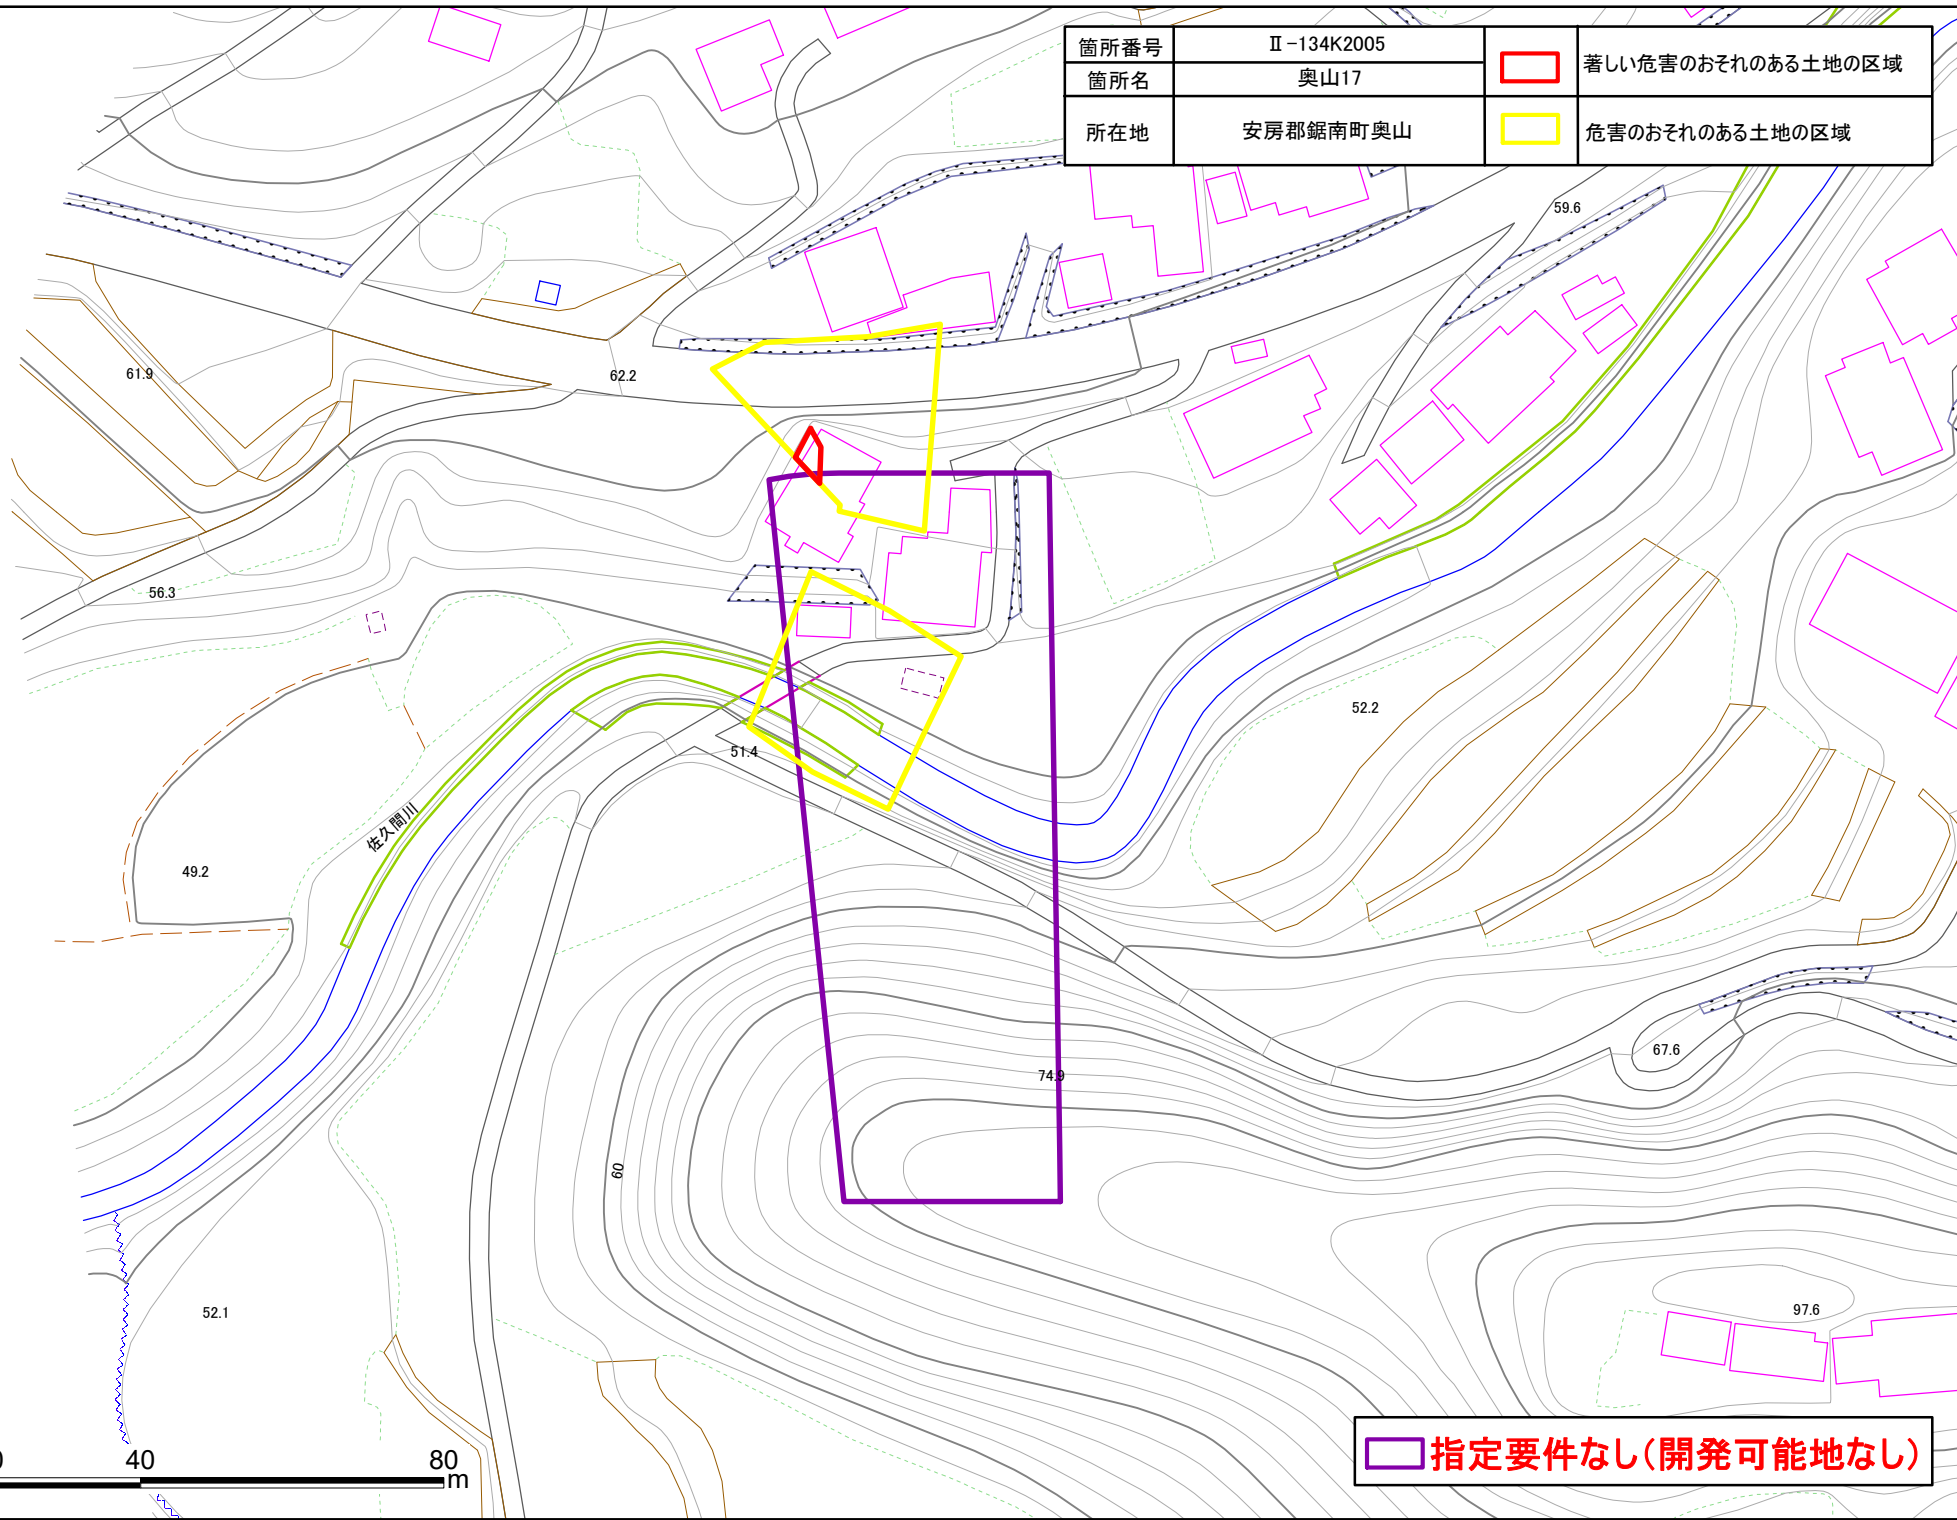 箇所番号 Ⅱ-134K2005
箇所名 奥山17
所在地 安房郡鋸南町奥山
著しい危害のおそれのある土地の区域
危害のおそれのある土地の区域
59.6
61.9
62.2
56.3
52.2
51.4
佐久間川
49.2
67.6
74.9
60
52.1
97.6
0 40 80 m
指定要件なし(開発可能地なし)